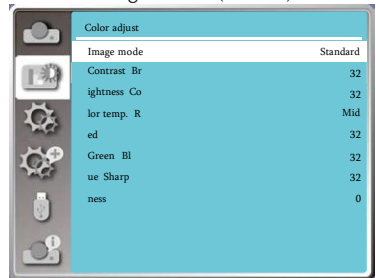 Color adjust
Image mode Standard
Contrast Br 32
ightness Co 32
lor temp. R Mid
ed 32
Green Bl 32
ue Sharp 32
ness 0